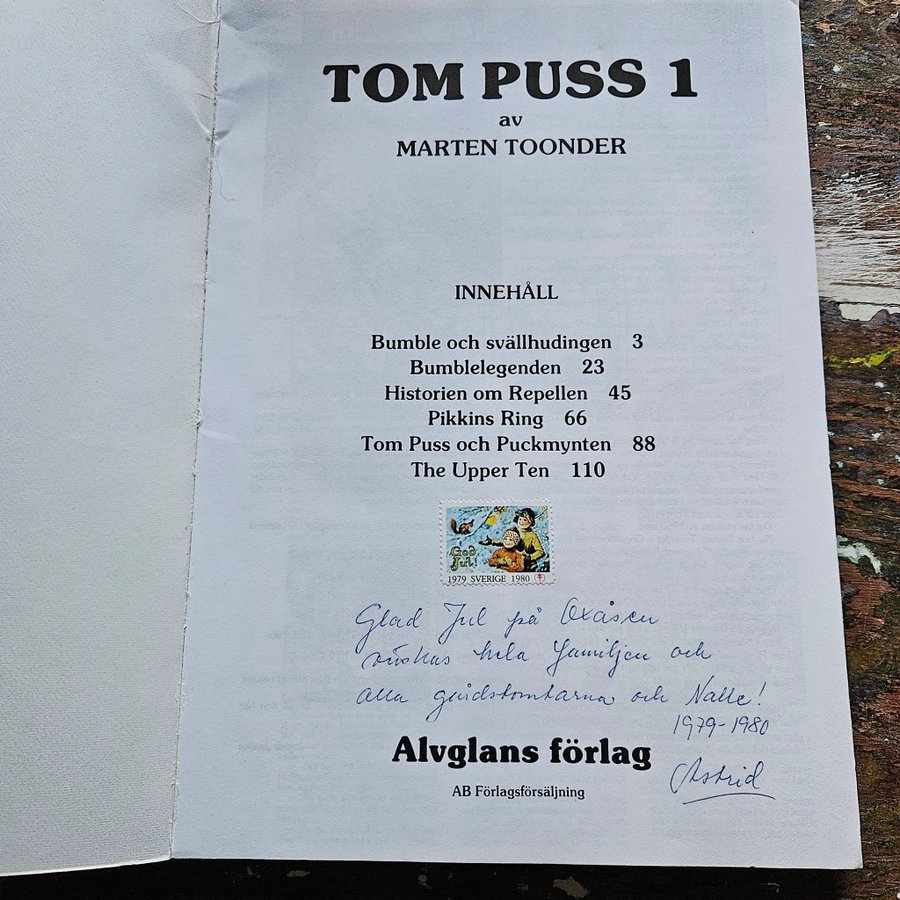 TOM PUSS 1
av
MARTEN TOONDER
INNEHÅLL
Bumble och svällhudingen 3
Bumblelegenden 23
Historien om Repellen 45
Pikkins Ring 66
Tom Puss och Puckmynten 88
The Upper Ten 110
God
Jul!
1979 SVERIGE 1980
Glad Jul på Oxåsen
önskas hela familjen och
alla gårdstomtarna och Nalle!
1979-1980
Alvglans förlag
Astrid
AB Förlagsförsäljning